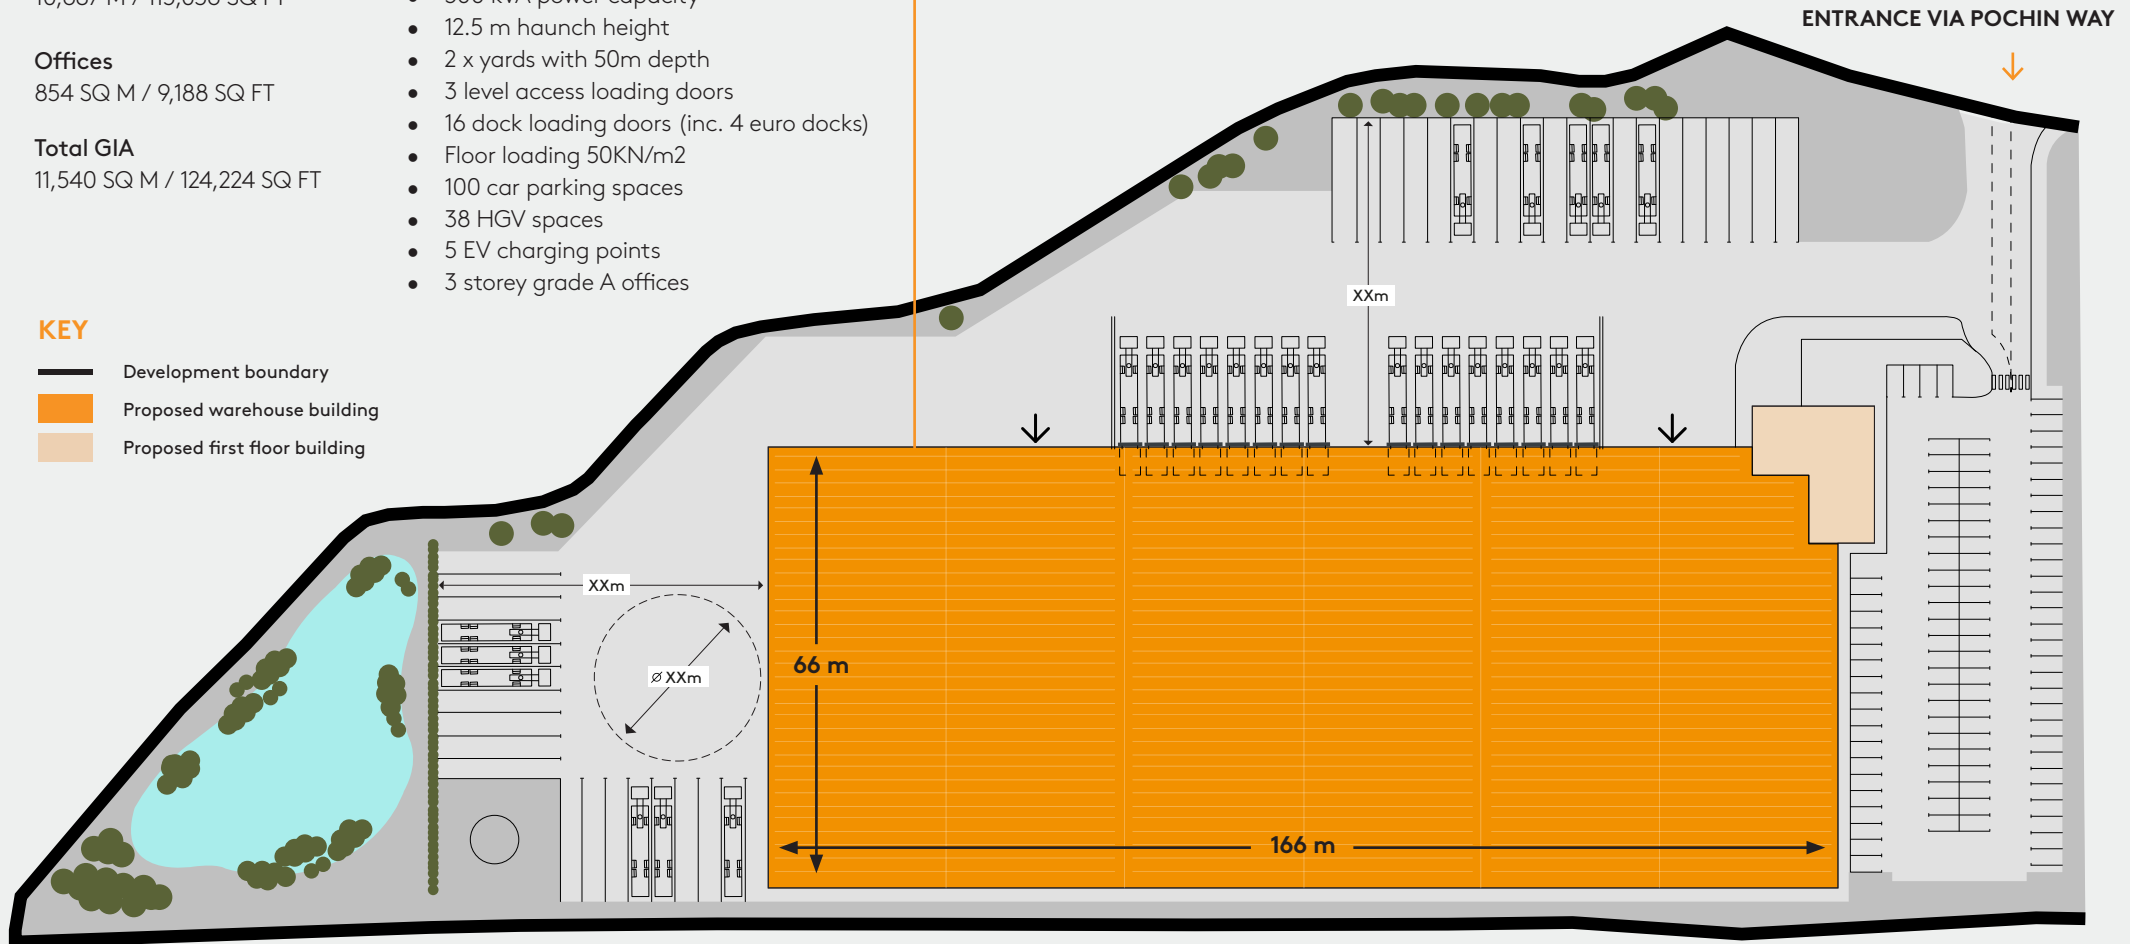 Offices
854 SQ M / 9,188 SQ FT
Total GIA
11,540 SQ M / 124,224 SQ FT
• 12.5 m haunch height
• 2 x yards with 50m depth
• 3 level access loading doors
• 16 dock loading doors (inc. 4 euro docks)
• Floor loading 50KN/m2
• 100 car parking spaces
• 38 HGV spaces
• 5 EV charging points
• 3 storey grade A offices
KEY
Development boundary
Proposed warehouse building
Proposed first floor building
ENTRANCE VIA POCHIN WAY
XXm
XXm
⌀ XXm
66 m
166 m